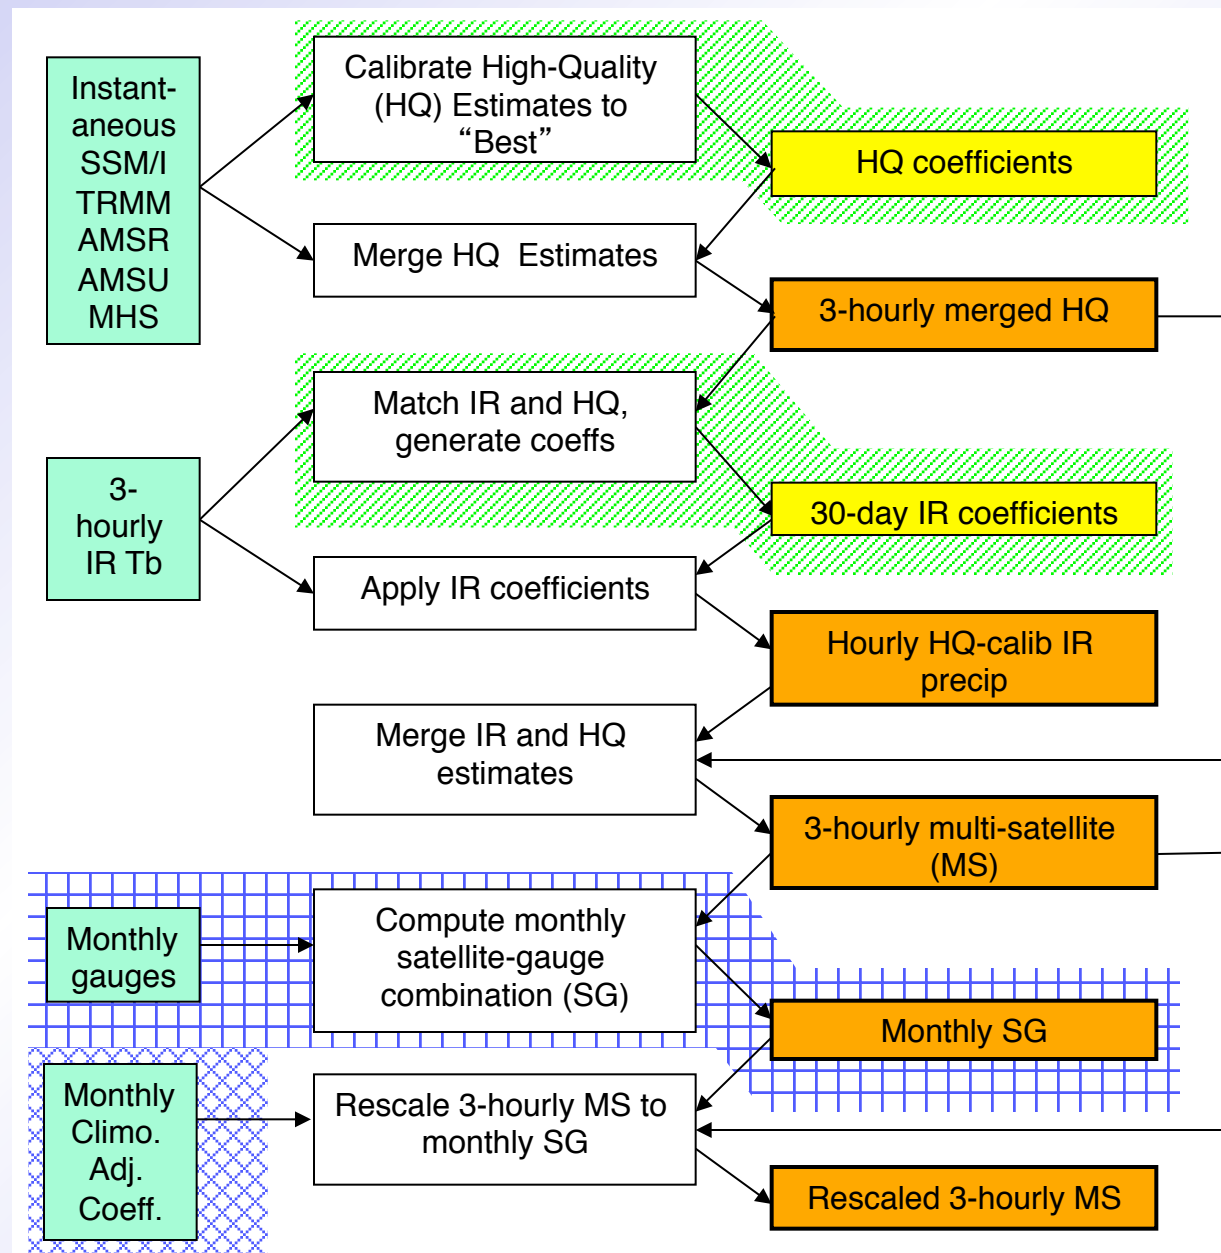 Instant-
aneous
SSM/I
TRMM
AMSR
AMSU
MHS
Calibrate High-Quality
(HQ) Estimates to
“Best”
HQ coefficients
Merge HQ Estimates
3-hourly merged HQ
Match IR and HQ,
generate coeffs
3-
hourly
IR Tb
30-day IR coefficients
Apply IR coefficients
Hourly HQ-calib IR
precip
Merge IR and HQ
estimates
3-hourly multi-satellite
(MS)
Monthly
gauges
Compute monthly
satellite-gauge
combination (SG)
Monthly SG
Monthly
Climo.
Adj.
Coeff.
Rescale 3-hourly MS to
monthly SG
Rescaled 3-hourly MS